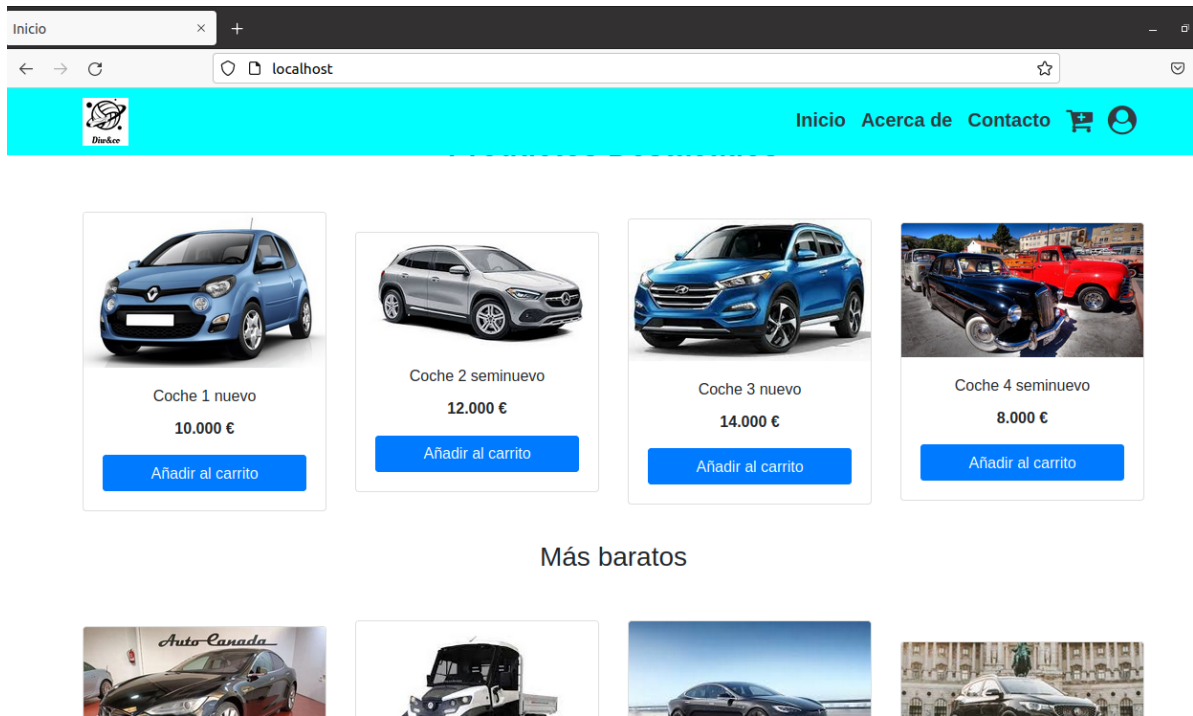 Inicio
localhost
Diw&co
Inicio Acerca de Contacto
Coche 1 nuevo
10.000 €
Añadir al carrito
Coche 2 seminuevo
12.000 €
Añadir al carrito
Coche 3 nuevo
14.000 €
Añadir al carrito
Coche 4 seminuevo
8.000 €
Añadir al carrito
Más baratos
Auto Canada